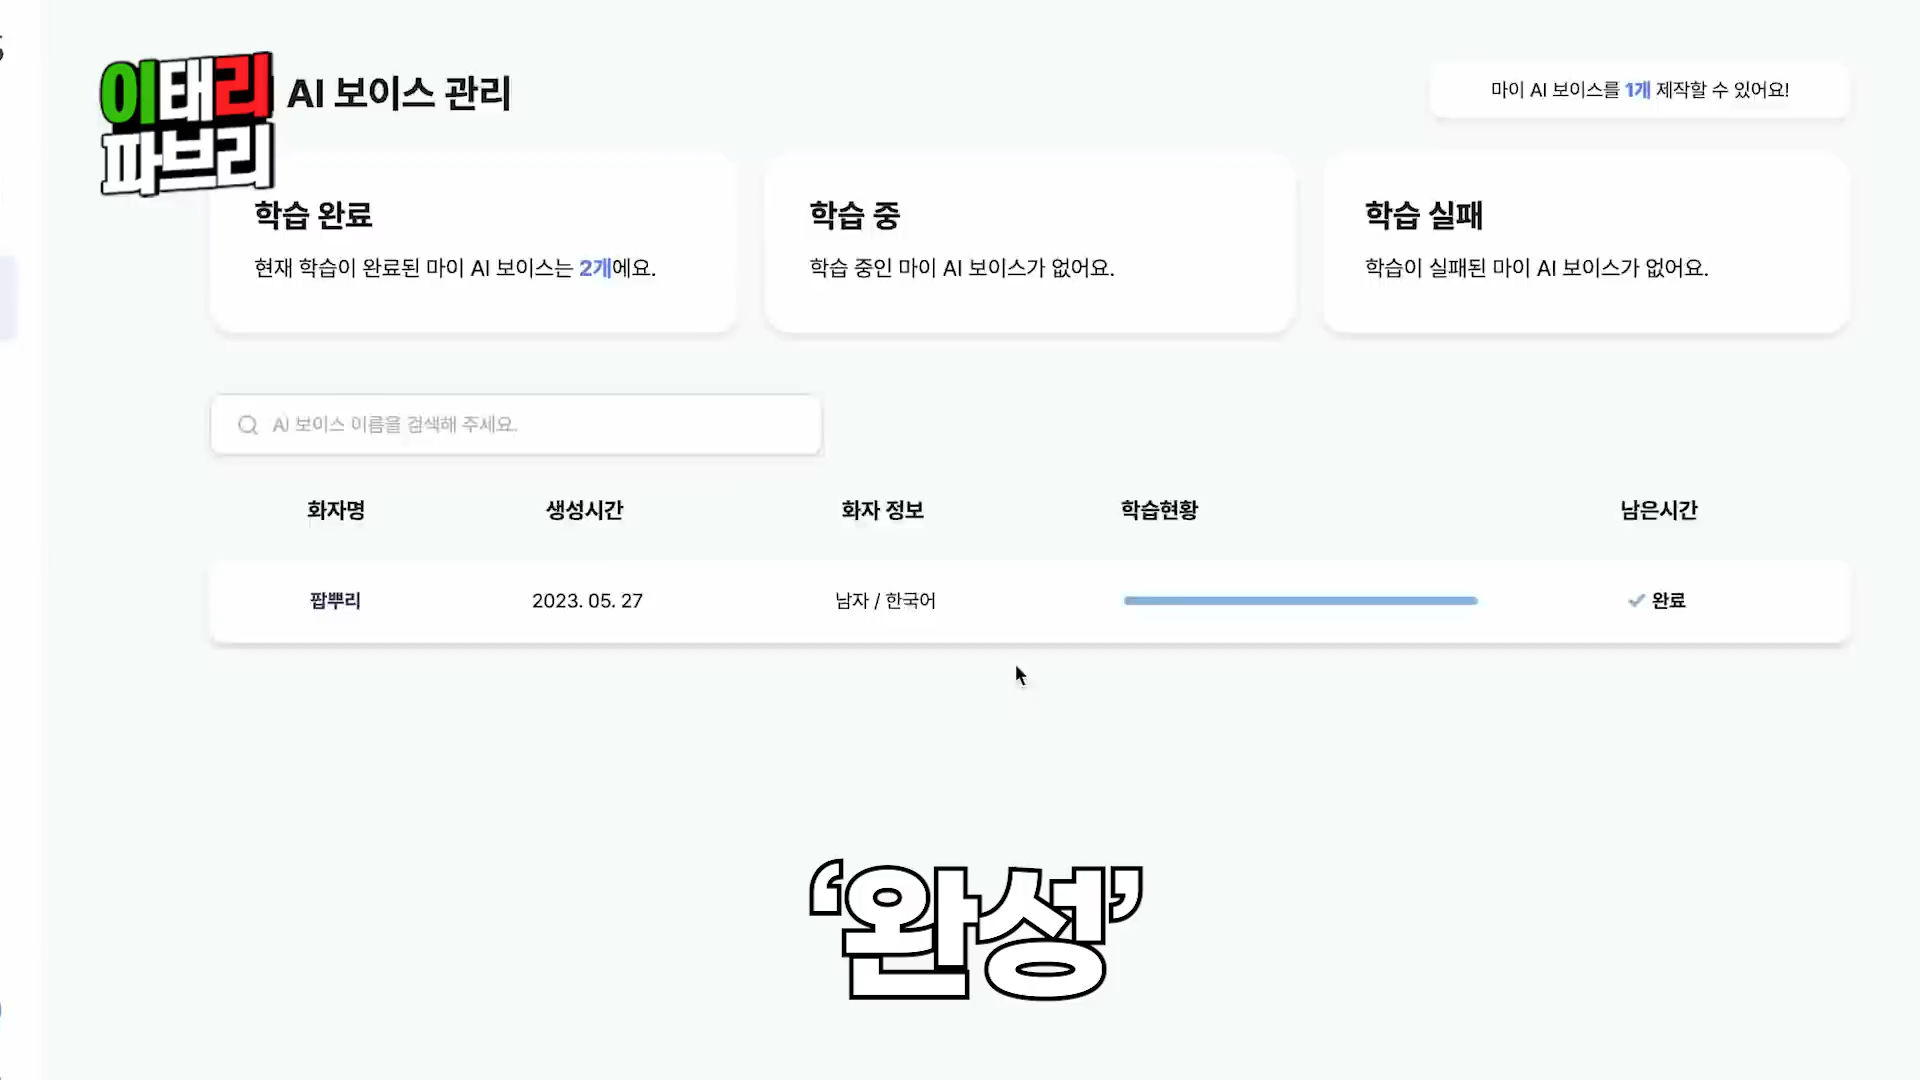 이태리
파브리
AI 보이스 관리
마이 AI 보이스를 1개 제작할 수 있어요!
학습 완료
현재 학습이 완료된 마이 AI 보이스는 2개에요.
학습 중
학습 중인 마이 AI 보이스가 없어요.
학습 실패
학습이 실패된 마이 AI 보이스가 없어요.
AI 보이스 이름을 검색해 주세요.
화자명 생성시간 화자 정보 학습현황 남은시간
팝뿌리 2023. 05. 27 남자 / 한국어 완료
‘완성’